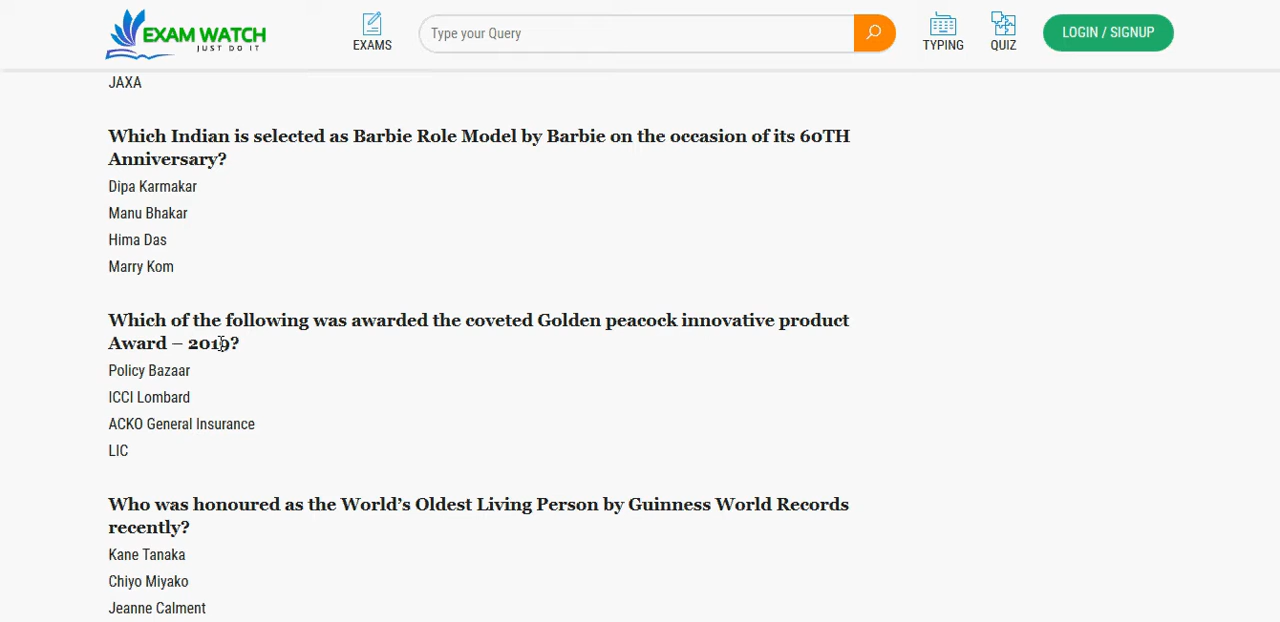 EXAM WATCH
JUST DO IT
EXAMS
Type your Query
TYPING
QUIZ
LOGIN / SIGNUP
JAXA
Which Indian is selected as Barbie Role Model by Barbie on the occasion of its 60TH
Anniversary?
Dipa Karmakar
Manu Bhakar
Hima Das
Marry Kom
Which of the following was awarded the coveted Golden peacock innovative product
Award – 2019?
Policy Bazaar
ICCI Lombard
ACKO General Insurance
LIC
Who was honoured as the World's Oldest Living Person by Guinness World Records
recently?
Kane Tanaka
Chiyo Miyako
Jeanne Calment